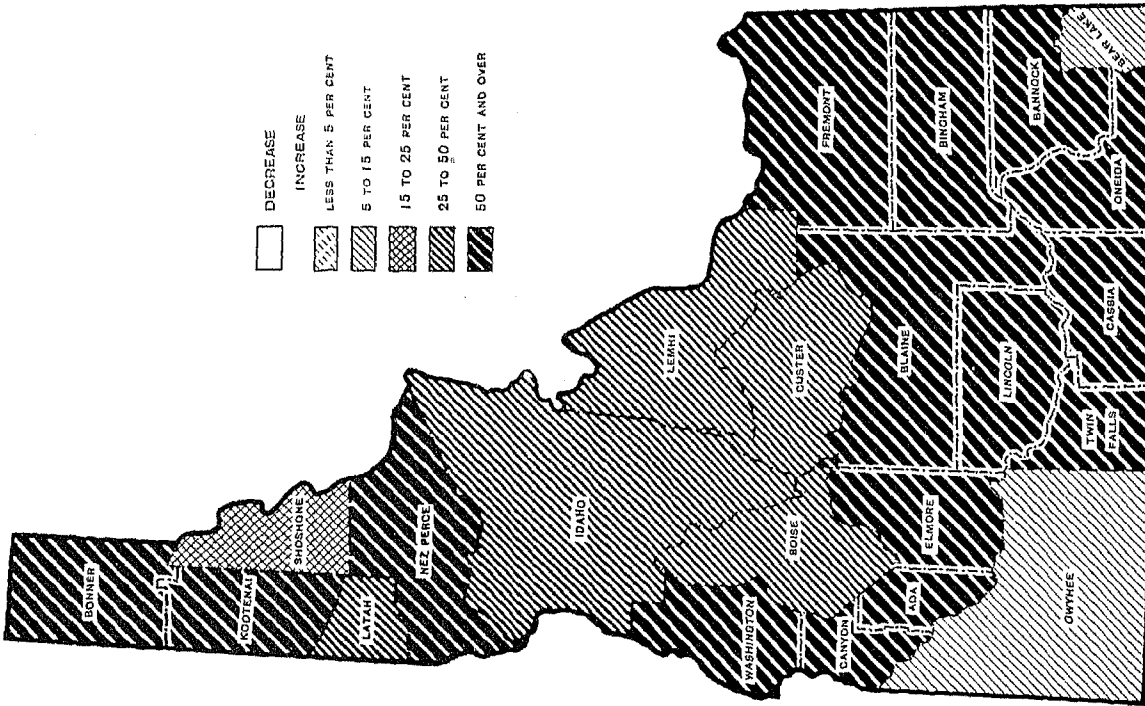 DECREASE
INCREASE
LESS THAN 5 PER CENT
5 TO 15 PER CENT
15 TO 25 PER CENT
25 TO 50 PER CENT
50 PER CENT AND OVER
BONNER
KOOTENAI
SHOSHONE
LATAH
NEZ PERCE
IDAHO
LEMHI
WASHINGTON
BOISE
CUSTER
CANYON
ADA
ELMORE
BLAINE
FREMONT
BINGHAM
LINCOLN
BANNOCK
OWYHEE
TWIN
FALLS
CASSIA
ONEIDA
BEAR LAKE